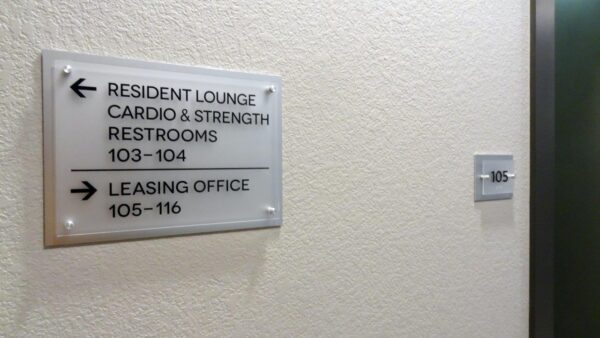 ← RESIDENT LOUNGE
CARDIO & STRENGTH
RESTROOMS
103-104
→ LEASING OFFICE
105-116
105